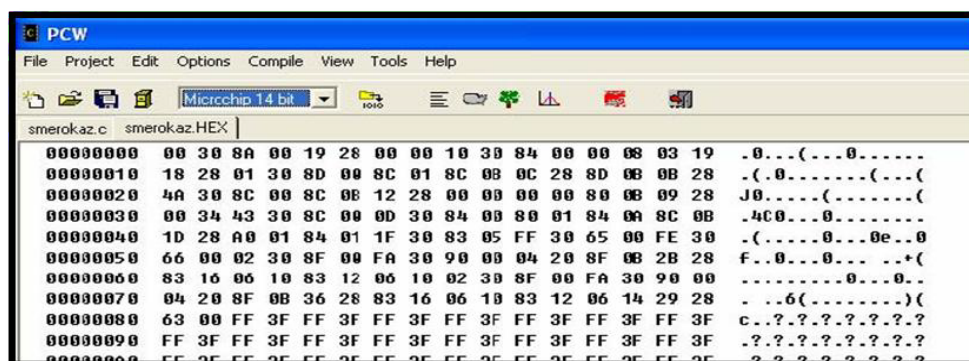 PCW
File Project Edit Options Compile View Tools Help
Microchip 14 bit
smerokaz.c smerokaz.HEX
00000000 00 30 8A 00 19 28 00 00 10 30 84 00 00 08 03 19 .0...(...0......
00000010 18 28 01 30 8D 00 8C 01 8C 0B 0C 28 8D 0B 0B 28 .(.0.......(...(
00000020 4A 30 8C 00 8C 0B 12 28 00 00 00 00 80 0B 09 28 J0.....(.......(
00000030 00 34 43 30 8C 00 0D 30 84 00 80 01 84 0A 8C 0B .4C0...0........
00000040 1D 28 A0 01 84 01 1F 30 83 05 FF 30 65 00 FE 30 .(.....0...0e..0
00000050 66 00 02 30 8F 00 FA 30 90 00 04 20 8F 0B 2B 28 f..0...0... ..+(
00000060 83 16 06 10 83 12 06 10 02 30 8F 00 FA 30 90 00 .........0...0..
00000070 04 20 8F 0B 36 28 83 16 06 10 83 12 06 14 29 28 . ..6(........)(
00000080 63 00 FF 3F FF 3F FF 3F FF 3F FF 3F FF 3F FF 3F c..?.?.?.?.?.?.?
00000090 FF 3F FF 3F FF 3F FF 3F FF 3F FF 3F FF 3F FF 3F .?.?.?.?.?.?.?.?